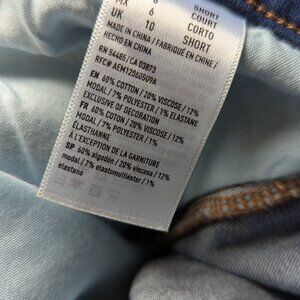 6 SHORT
MX 6 COURT
UK 10 CORTO
SHORT
MADE IN CHINA / FABRIQUÉ EN CHINE /
HECHO EN CHINA
RN 54485 / CA 03873
EN 60% COTTON / 20% VISCOSE / 12%
MODAL / 7% POLYESTER / 1% ELASTANE
EXCLUSIVE OF DECORATION
FR 60% COTON / 20% VISCOSE / 12%
MODAL / 7% POLYESTER / 1%
ÉLASTHANNE
À L'EXCEPTION DE LA GARNITURE
SP 60% algodón / 20% viscosa / 12%
modal / 7% elastomultiéster / 1%
elastano